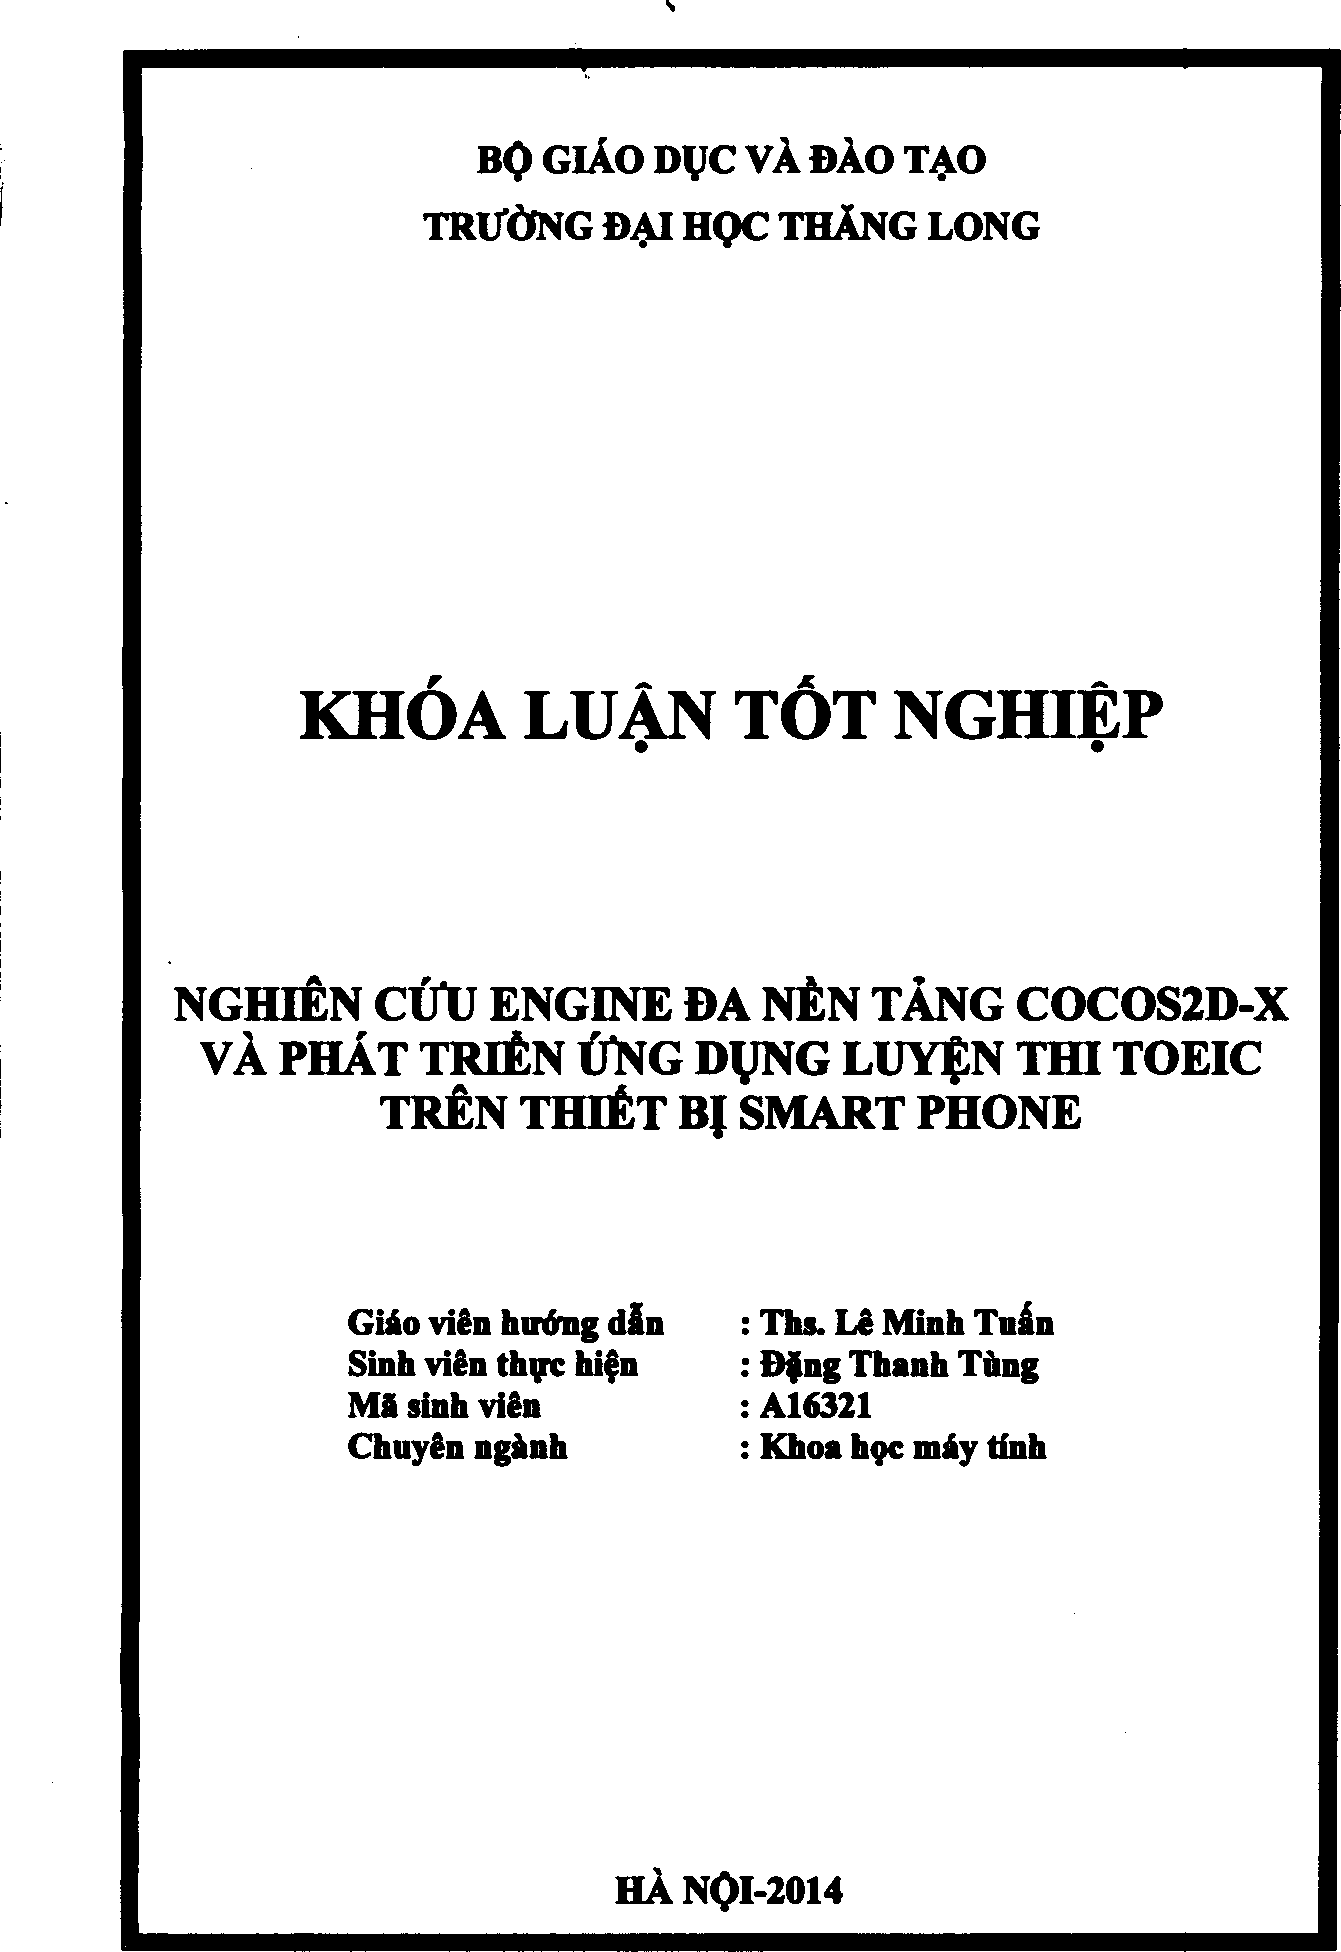 BỘ GIÁO DỤC VÀ ĐÀO TẠO
TRƯỜNG ĐẠI HỌC THĂNG LONG
KHÓA LUẬN TỐT NGHIỆP
NGHIÊN CỨU ENGINE ĐA NỀN TẢNG COCOS2D-X
VÀ PHÁT TRIỂN ỨNG DỤNG LUYỆN THI TOEIC
TRÊN THIẾT BỊ SMART PHONE
Giáo viên hướng dẫn : Ths. Lê Minh Tuấn
Sinh viên thực hiện : Đặng Thanh Tùng
Mã sinh viên : A16321
Chuyên ngành : Khoa học máy tính
HÀ NỘI-2014